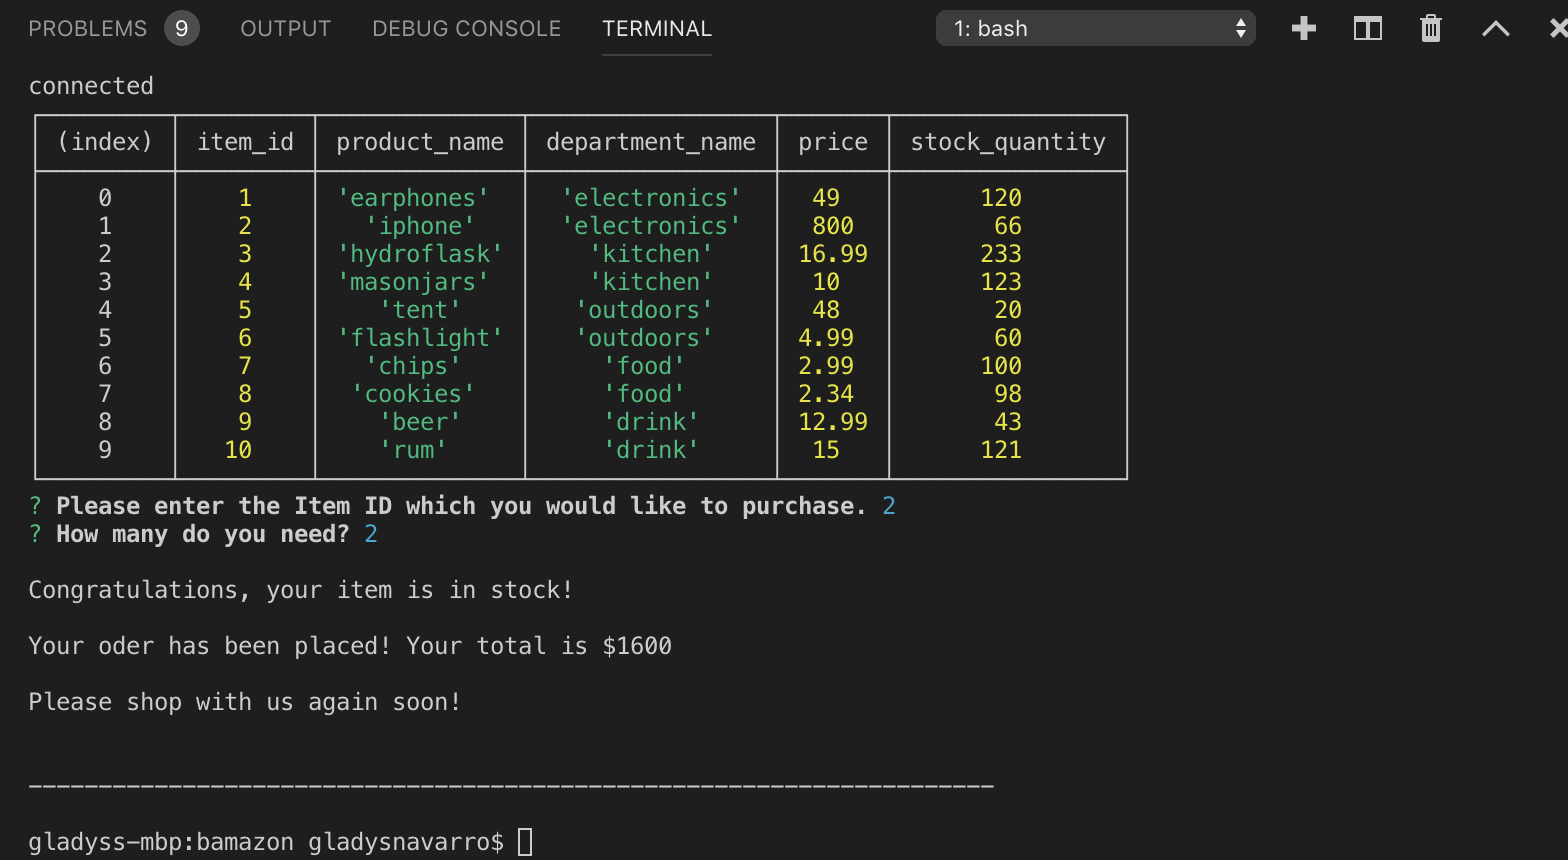 PROBLEMS 9 OUTPUT DEBUG CONSOLE TERMINAL 1: bash
connected
(index) item_id product_name department_name price stock_quantity
0 1 'earphones' 'electronics' 49 120
1 2 'iphone' 'electronics' 800 66
2 3 'hydroflask' 'kitchen' 16.99 233
3 4 'masonjars' 'kitchen' 10 123
4 5 'tent' 'outdoors' 48 20
5 6 'flashlight' 'outdoors' 4.99 60
6 7 'chips' 'food' 2.99 100
7 8 'cookies' 'food' 2.34 98
8 9 'beer' 'drink' 12.99 43
9 10 'rum' 'drink' 15 121
? Please enter the Item ID which you would like to purchase. 2
? How many do you need? 2
Congratulations, your item is in stock!
Your oder has been placed! Your total is $1600
Please shop with us again soon!
---------------------------------------------------------------------
gladyss-mbp:bamazon gladysnavarro$